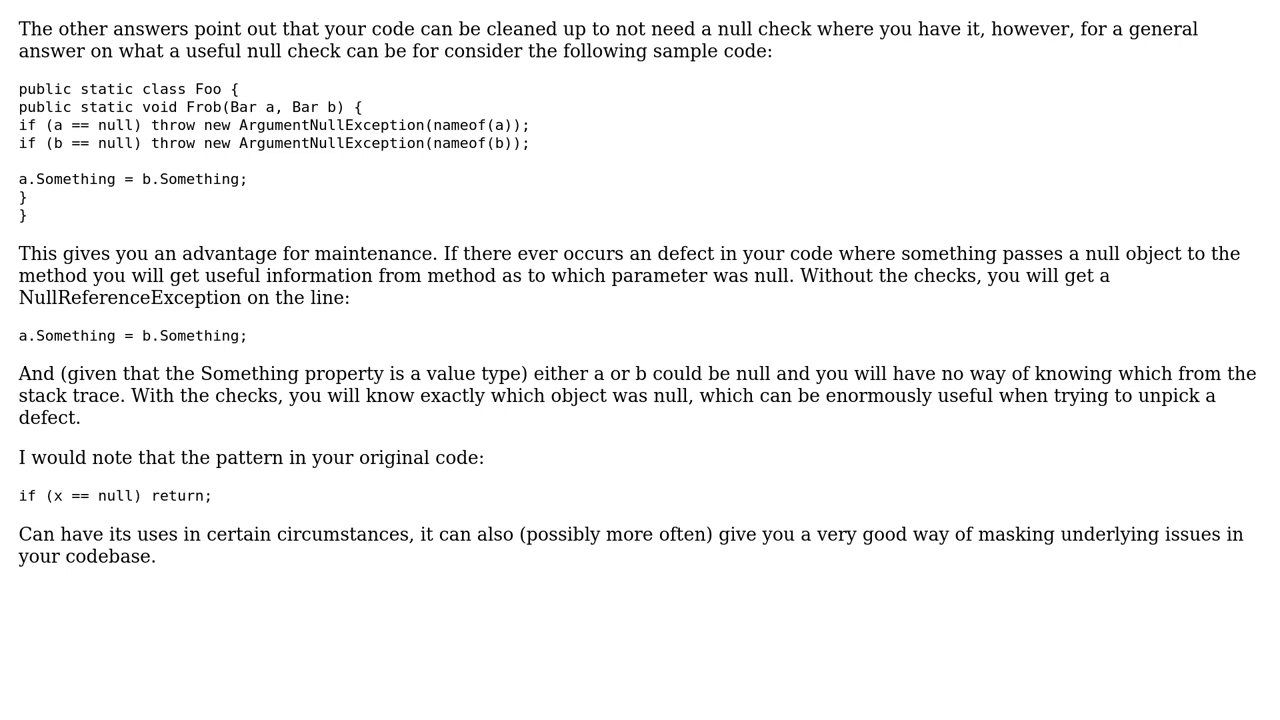 The other answers point out that your code can be cleaned up to not need a null check where you have it, however, for a general
answer on what a useful null check can be for consider the following sample code:
public static class Foo {
public static void Frob(Bar a, Bar b) {
if (a == null) throw new ArgumentNullException(nameof(a));
if (b == null) throw new ArgumentNullException(nameof(b));
a.Something = b.Something;
}
}
This gives you an advantage for maintenance. If there ever occurs an defect in your code where something passes a null object to the
method you will get useful information from method as to which parameter was null. Without the checks, you will get a
NullReferenceException on the line:
a.Something = b.Something;
And (given that the Something property is a value type) either a or b could be null and you will have no way of knowing which from the
stack trace. With the checks, you will know exactly which object was null, which can be enormously useful when trying to unpick a
defect.
I would note that the pattern in your original code:
if (x == null) return;
Can have its uses in certain circumstances, it can also (possibly more often) give you a very good way of masking underlying issues in
your codebase.